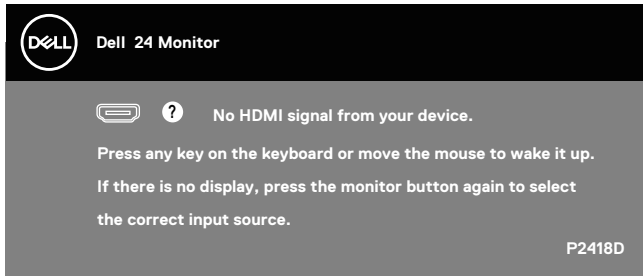 DELL
Dell 24 Monitor
? No HDMI signal from your device.
Press any key on the keyboard or move the mouse to wake it up.
If there is no display, press the monitor button again to select
the correct input source.
P2418D